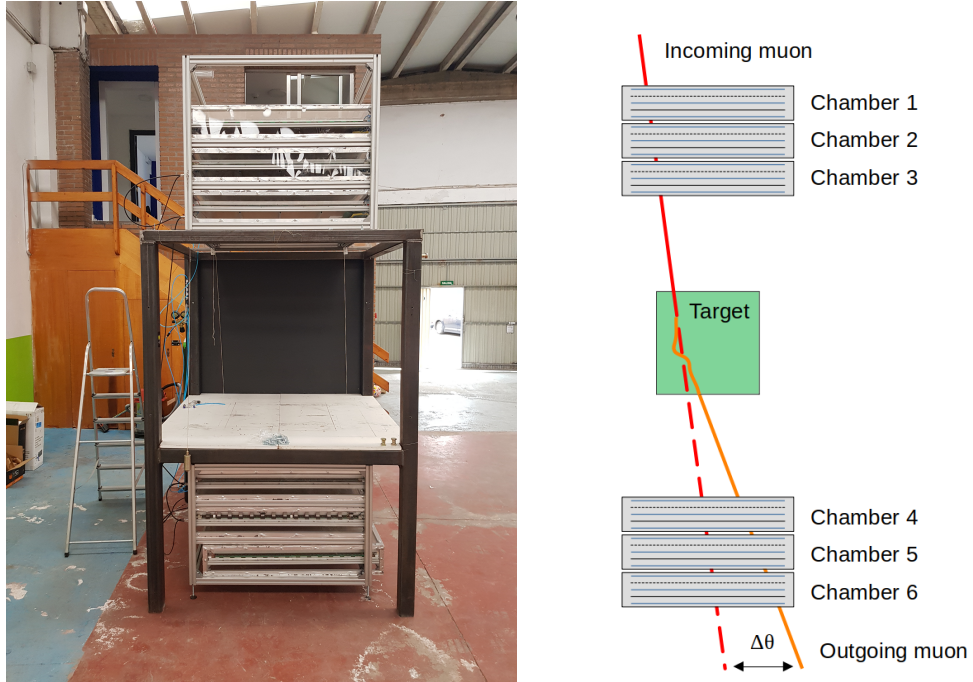 Incoming muon
Chamber 1
Chamber 2
Chamber 3
Target
Chamber 4
Chamber 5
Chamber 6
Δθ
Outgoing muon